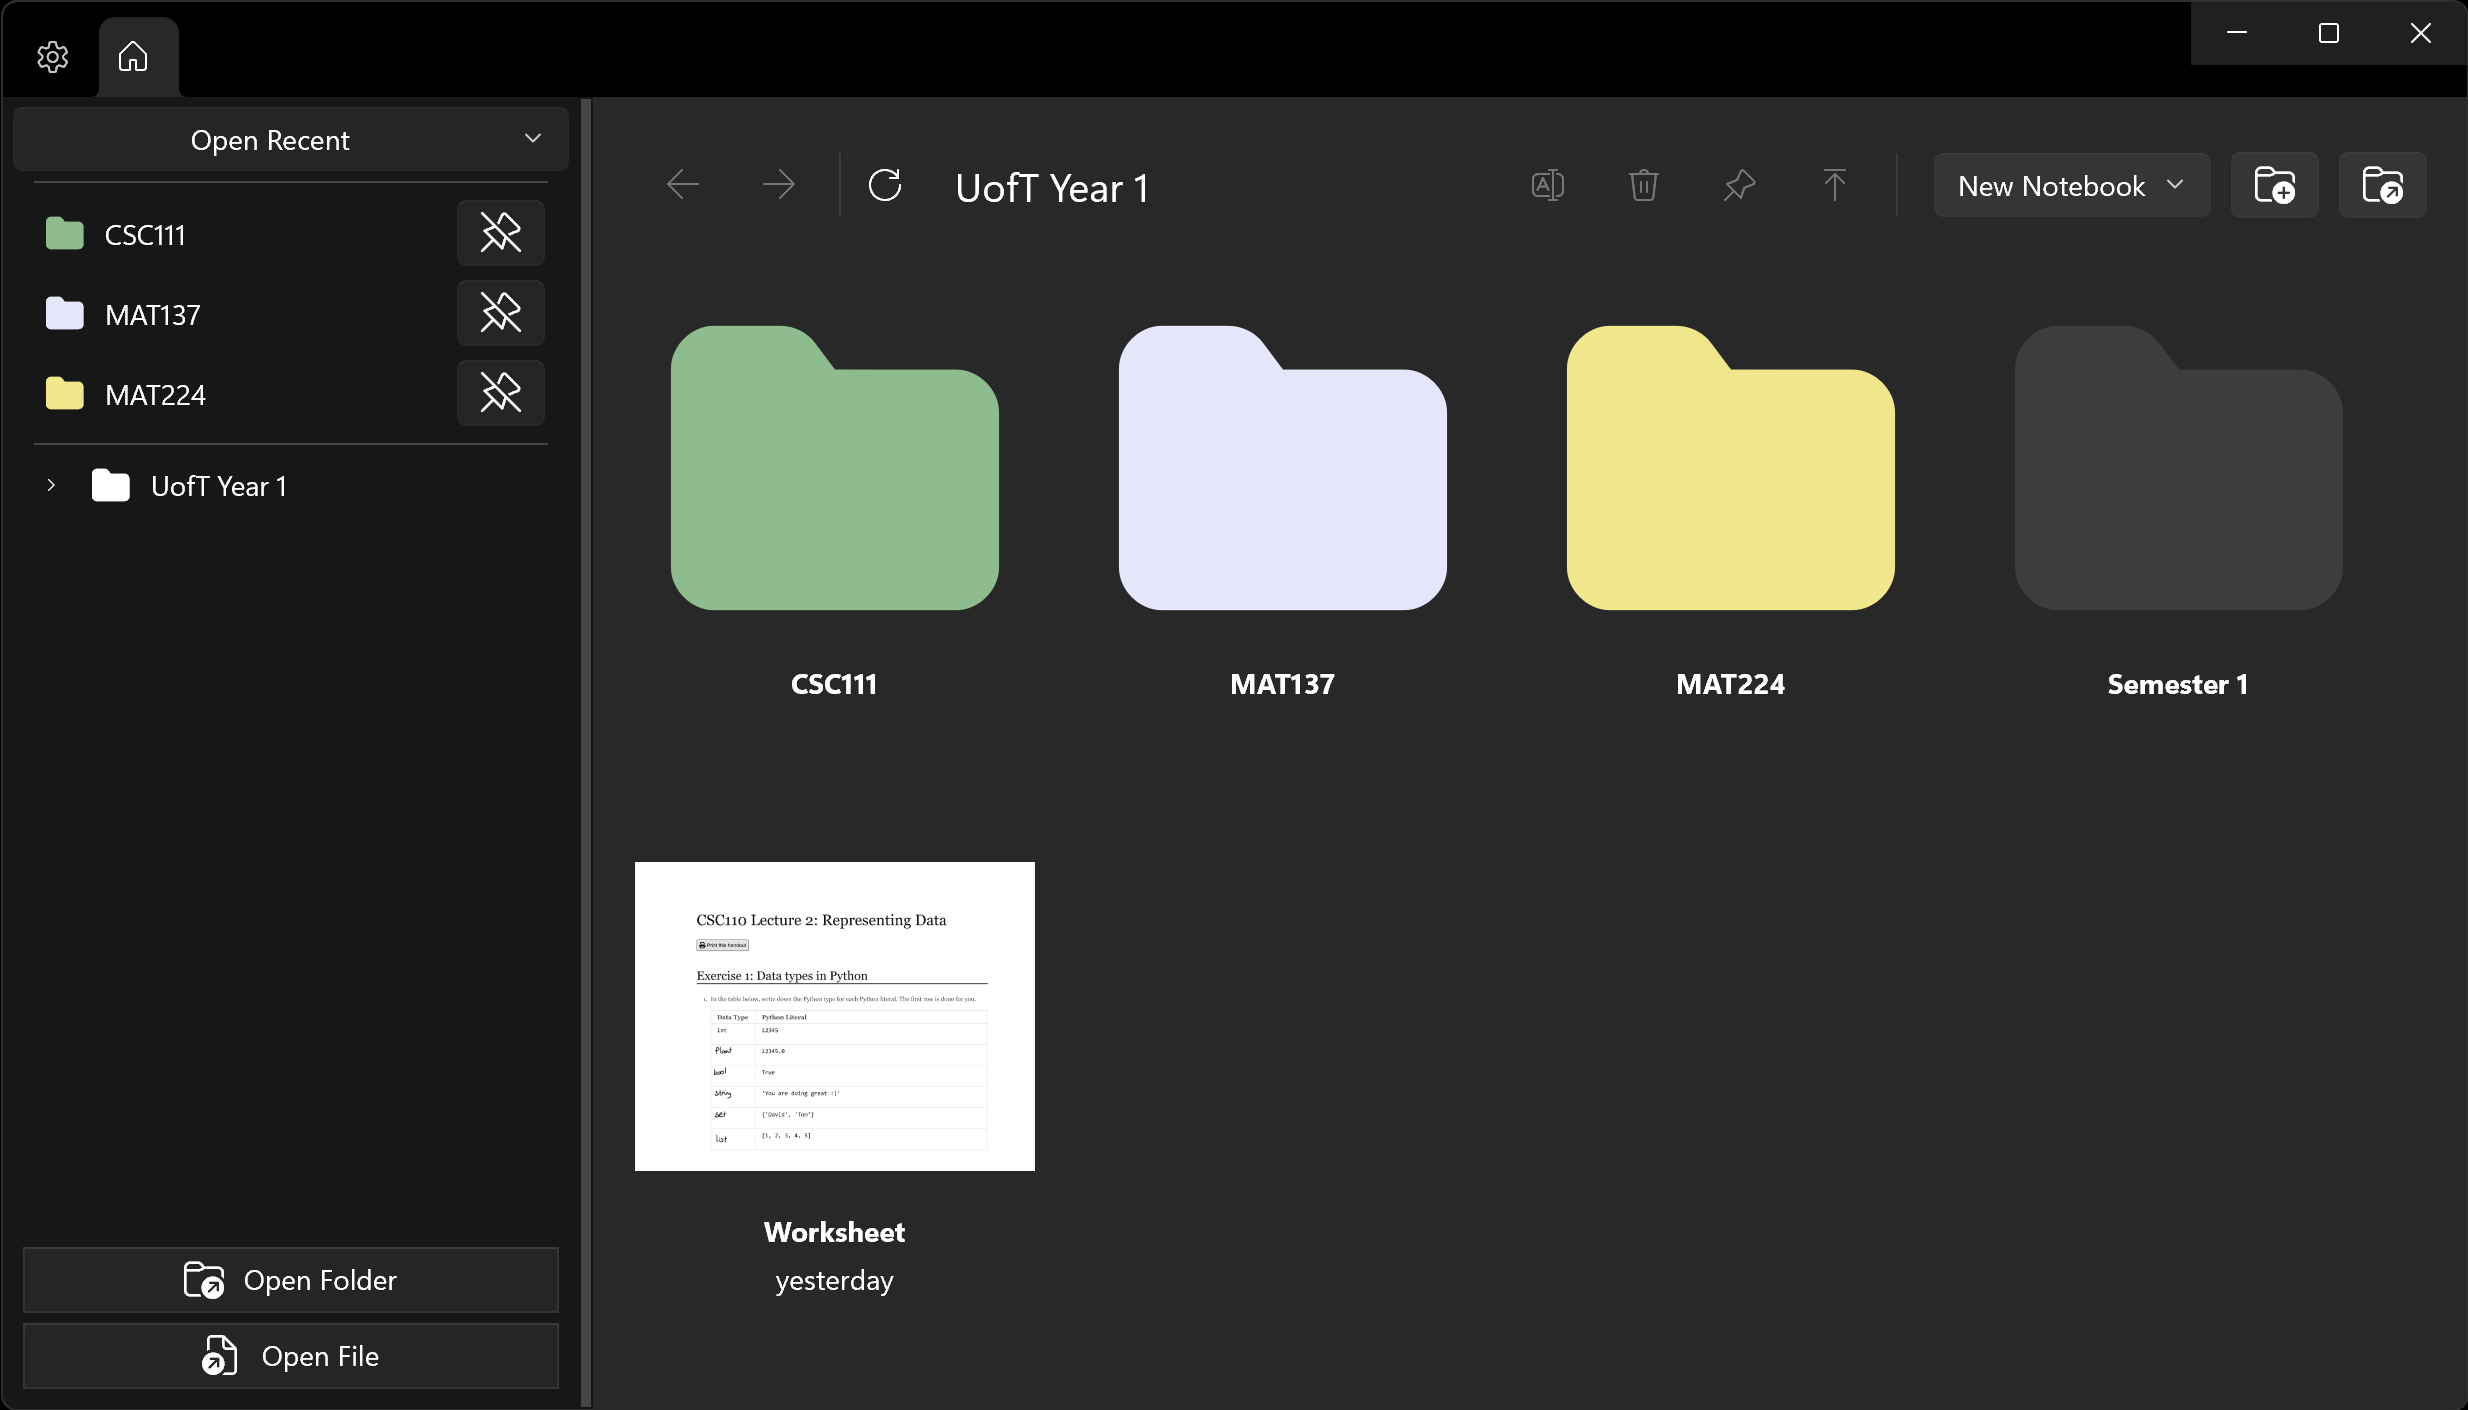 Open Recent
CSC111
MAT137
MAT224
UofT Year 1
Open Folder
Open File
UofT Year 1
New Notebook
CSC111
MAT137
MAT224
Semester 1
CSC110 Lecture 2: Representing Data
Print this handout
Exercise 1: Data types in Python
1. In the table below, write down the Python type for each Python literal. The first row is done for you.
Data Type Python Literal
int 12345
float 12345.0
bool True
string 'You are doing great :)'
set {'David', 'Tom'}
list [1, 2, 3, 4, 5]
Worksheet
yesterday